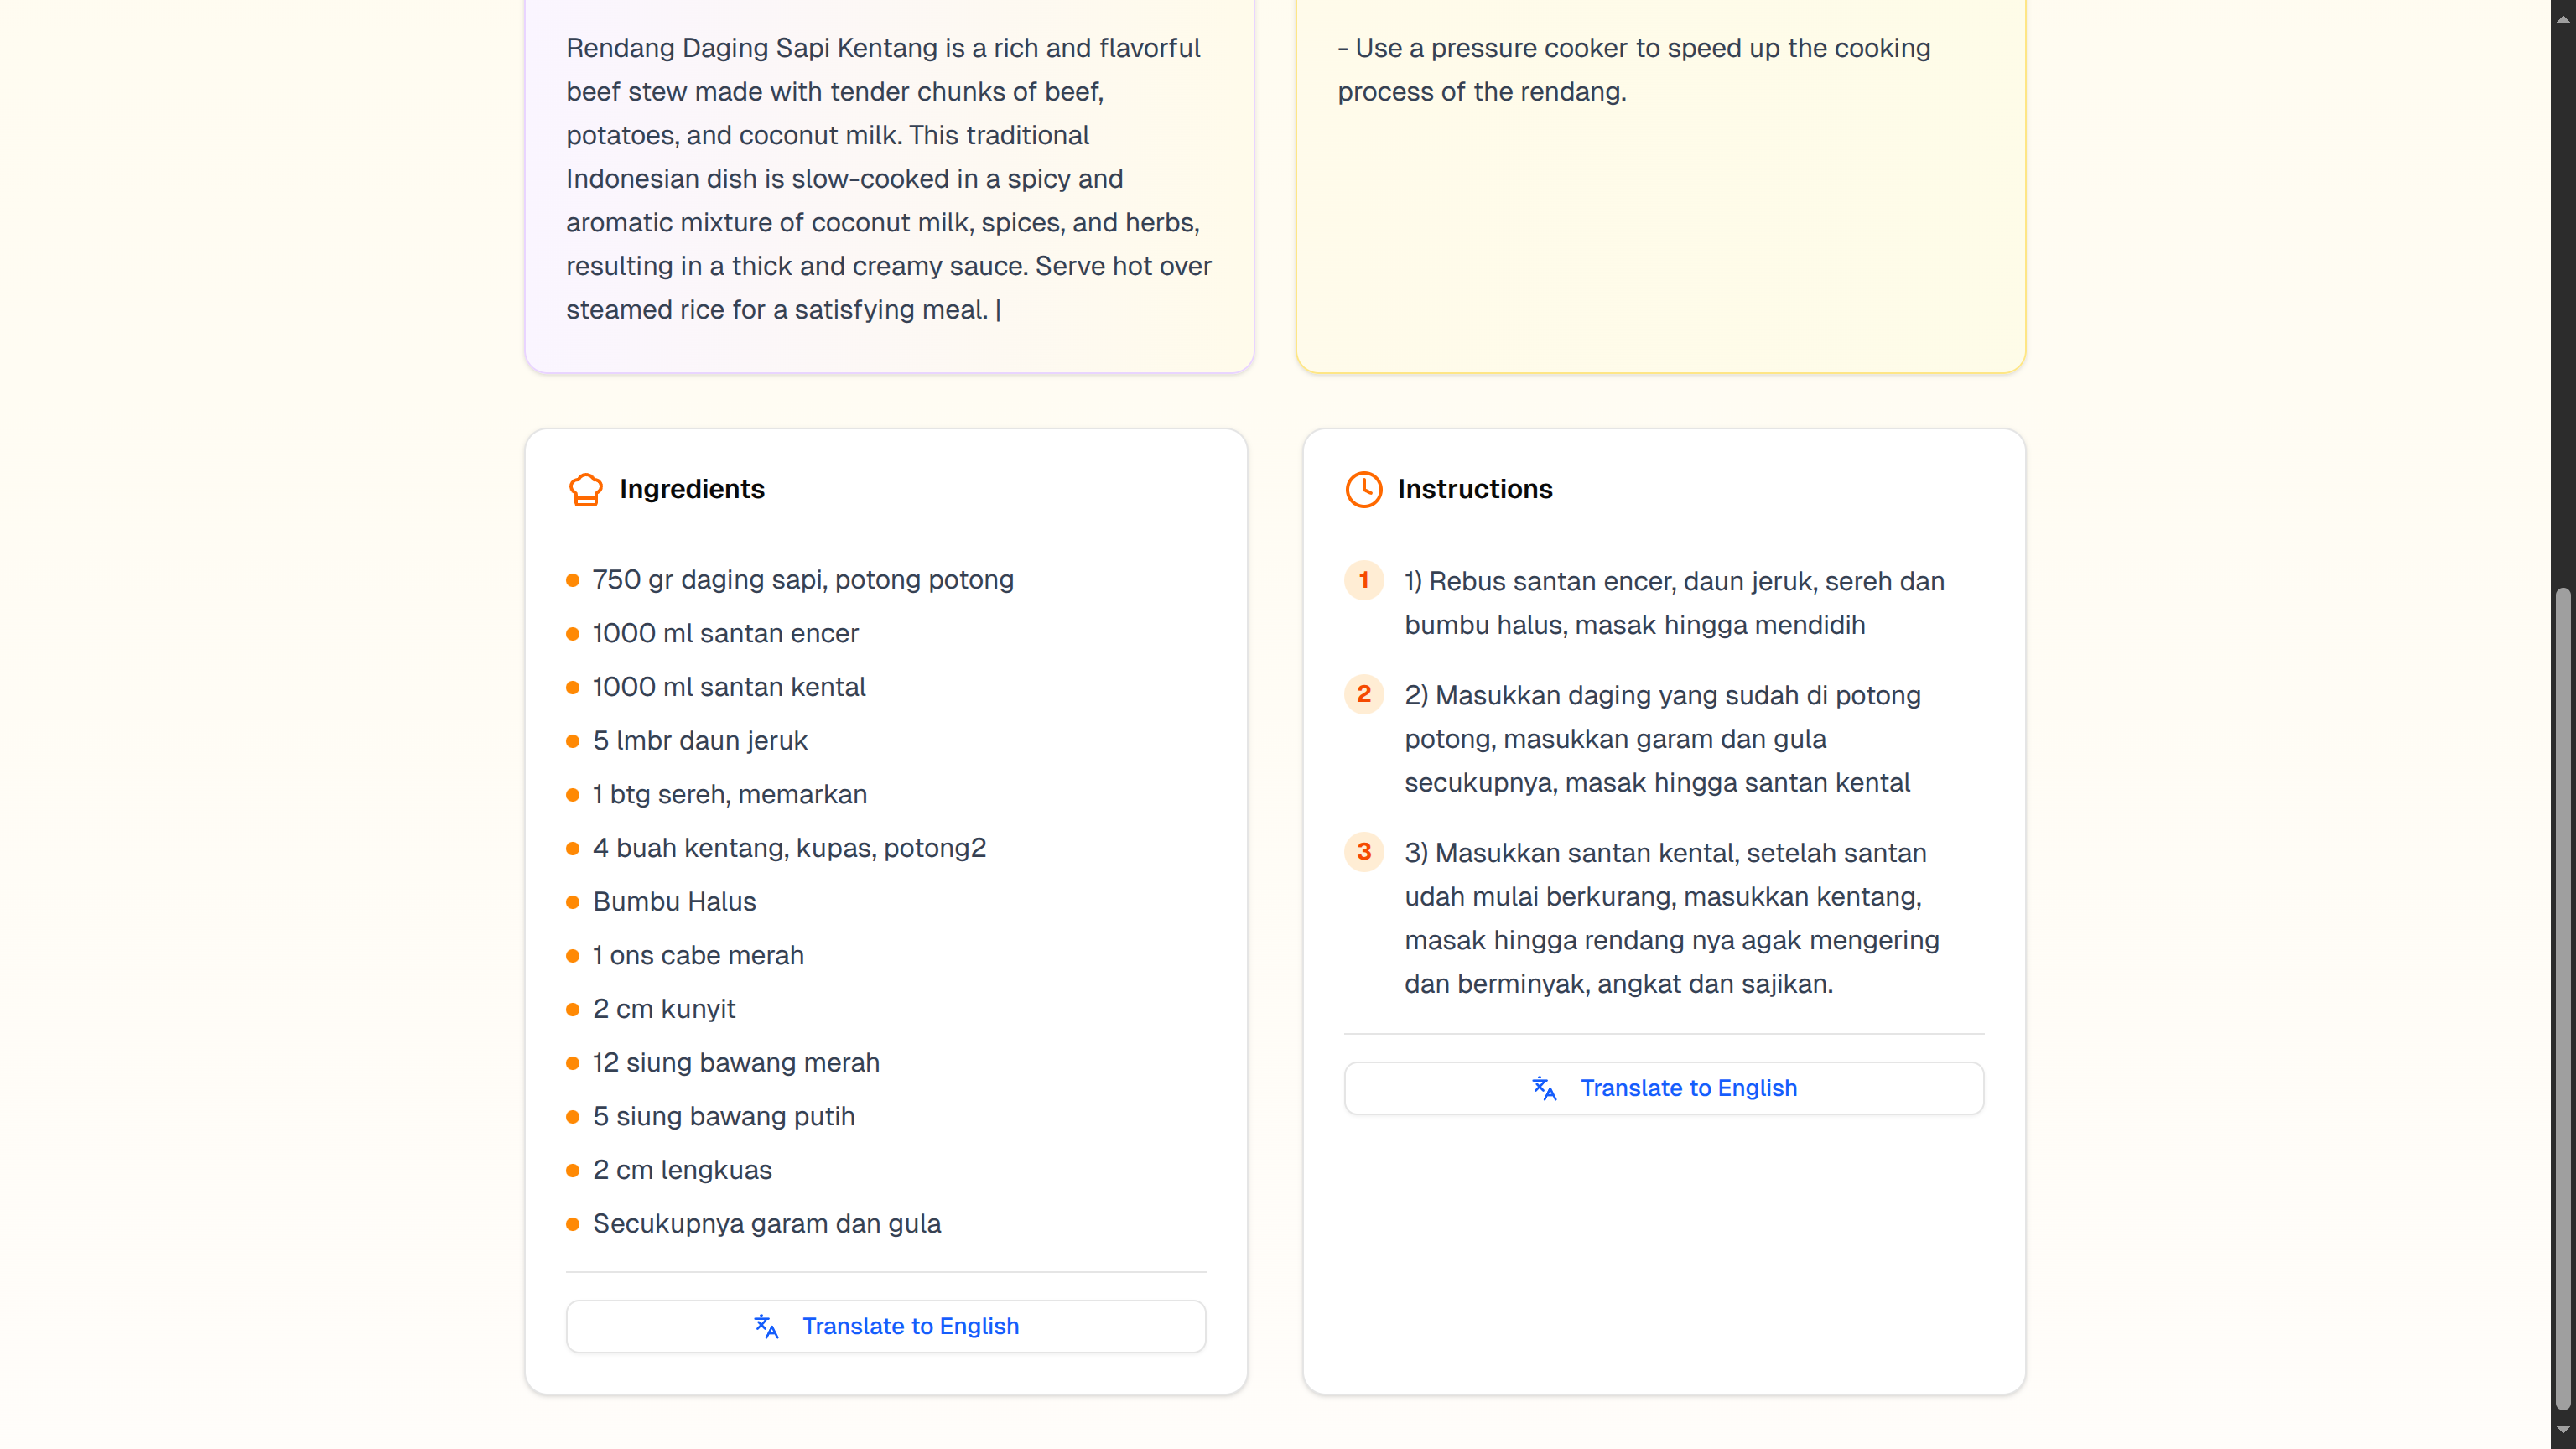 Rendang Daging Sapi Kentang is a rich and flavorful
beef stew made with tender chunks of beef,
potatoes, and coconut milk. This traditional
Indonesian dish is slow-cooked in a spicy and
aromatic mixture of coconut milk, spices, and herbs,
resulting in a thick and creamy sauce. Serve hot over
steamed rice for a satisfying meal. |
- Use a pressure cooker to speed up the cooking
process of the rendang.
Ingredients
750 gr daging sapi, potong potong
1000 ml santan encer
1000 ml santan kental
5 lmbr daun jeruk
1 btg sereh, memarkan
4 buah kentang, kupas, potong2
Bumbu Halus
1 ons cabe merah
2 cm kunyit
12 siung bawang merah
5 siung bawang putih
2 cm lengkuas
Secukupnya garam dan gula
Translate to English
Instructions
1 1) Rebus santan encer, daun jeruk, sereh dan
bumbu halus, masak hingga mendidih
2 2) Masukkan daging yang sudah di potong
potong, masukkan garam dan gula
secukupnya, masak hingga santan kental
3 3) Masukkan santan kental, setelah santan
udah mulai berkurang, masukkan kentang,
masak hingga rendang nya agak mengering
dan berminyak, angkat dan sajikan.
Translate to English